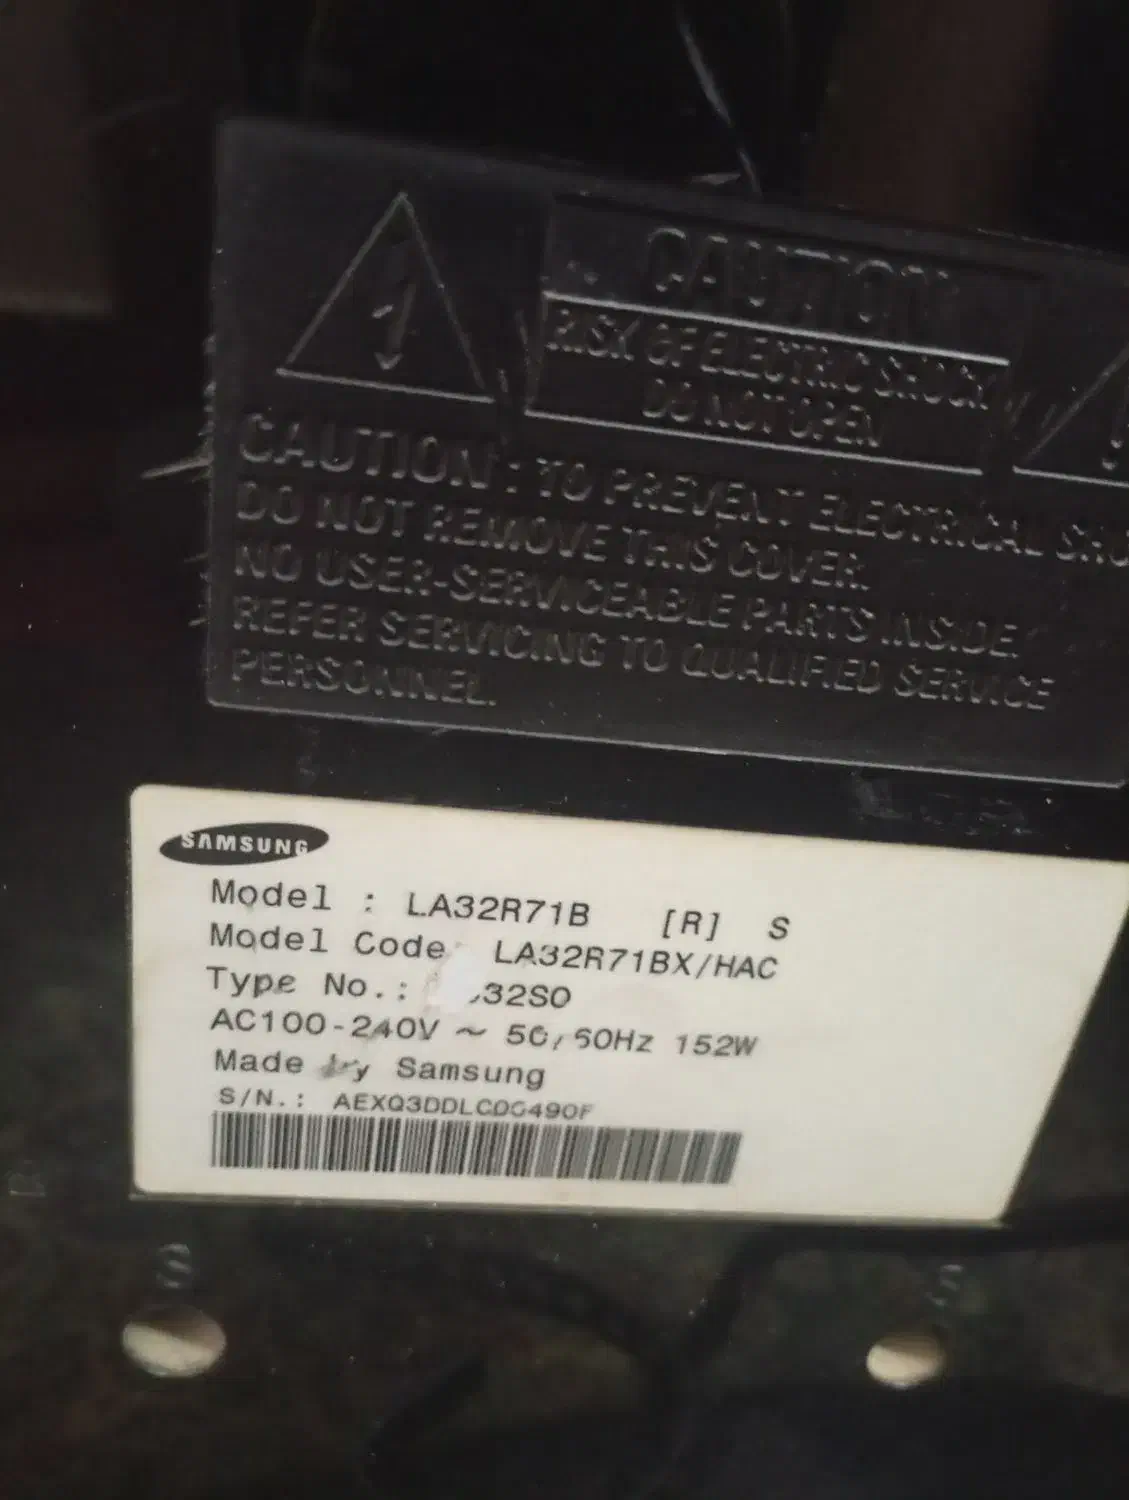 CAUTION
RISK OF ELECTRIC SHOCK
DO NOT OPEN
CAUTION : TO PREVENT ELECTRICAL
DO NOT REMOVE THIS COVER.
NO USER-SERVICEABLE PARTS INSIDE.
REFER SERVICING TO QUALIFIED SERVICE
PERSONNEL.
SAMSUNG
Model : LA32R71B [R] S
Model Code LA32R71BX/HAC
Type No.:
AC100-240V ~ 50/60Hz 152W
Made by Samsung
S/N.:
S
S